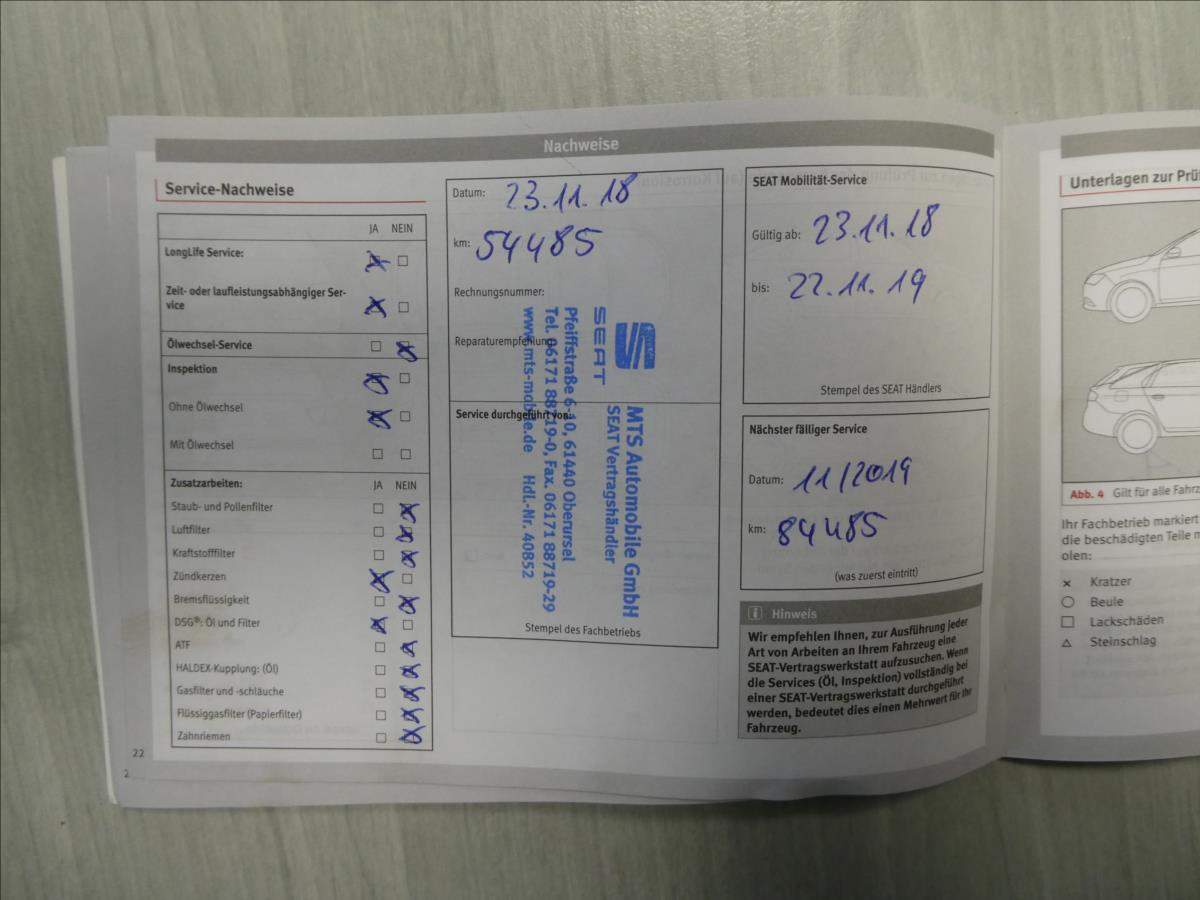 Nachweise
Service-Nachweise
JA NEIN
LongLife Service:
Zeit- oder laufleistungsabhängiger Ser-
vice
Ölwechsel-Service
Inspektion
Ohne Ölwechsel
Mit Ölwechsel
Zusatzarbeiten: JA NEIN
Staub- und Pollenfilter
Luftfilter
Kraftstofffilter
Zündkerzen
Bremsflüssigkeit
DSG®: Öl und Filter
ATF
HALDEX-Kupplung: (Öl)
Gasfilter und -schläuche
Flüssiggasfilter (Papierfilter)
Zahnriemen
22
2
Datum: 23.11.18
km: 54485
Rechnungsnummer:
Reparaturempfehlung:
Service durchgeführt von:
SEAT
MTS Automobile GmbH
SEAT Vertragshändler
Pfeiffstraße 6-10, 61440 Oberursel
Tel. 06171 88719-0, Fax. 06171 88719-29
www.mts-mobile.de Hdl.-Nr. 40852
Stempel des Fachbetriebs
SEAT Mobilität-Service
Gültig ab: 23.11.18
bis: 22.11.19
Stempel des SEAT Händlers
Nächster fälliger Service
Datum: 11/2019
km: 84485
(was zuerst eintritt)
i Hinweis
Wir empfehlen Ihnen, zur Ausführung jeder
Art von Arbeiten an Ihrem Fahrzeug eine
SEAT-Vertragswerkstatt aufzusuchen. Wenn
die Services (Öl, Inspektion) vollständig bei
einer SEAT-Vertragswerkstatt durchgeführt
werden, bedeutet dies einen Mehrwert für Ihr
Fahrzeug.
Unterlagen zur Prü
Abb. 4 Gilt für alle Fahrz
Ihr Fachbetrieb markiert
die beschädigten Teile m
olen:
Kratzer
Beule
Lackschäden
Steinschlag